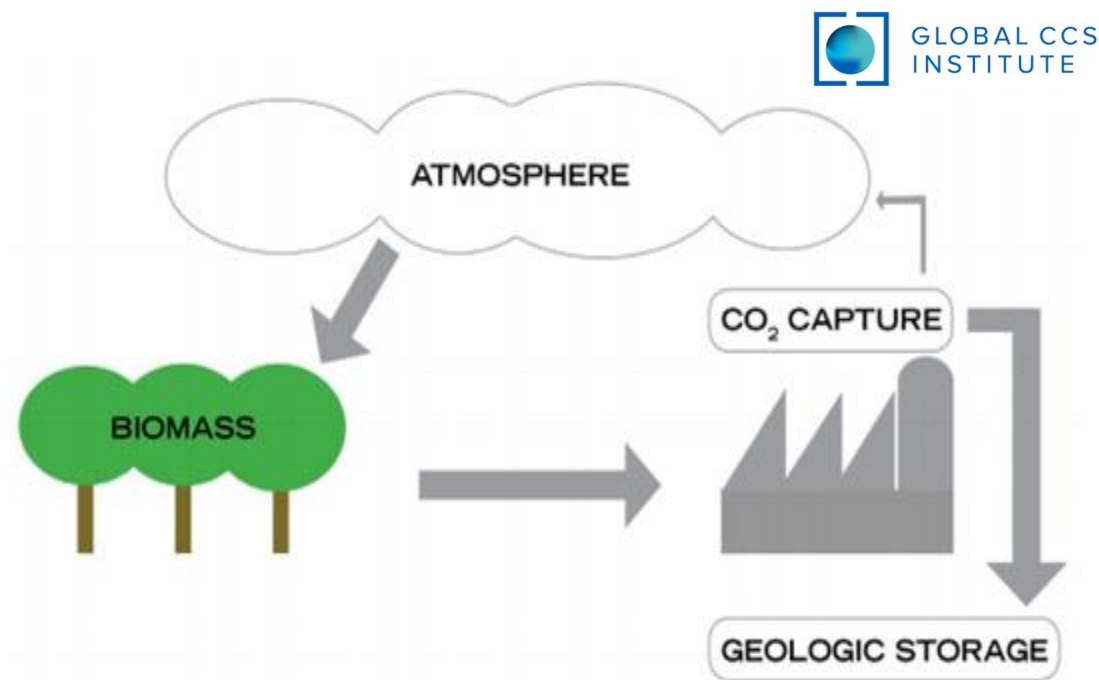 GLOBAL CCS
INSTITUTE
ATMOSPHERE
CO₂ CAPTURE
BIOMASS
GEOLOGIC STORAGE